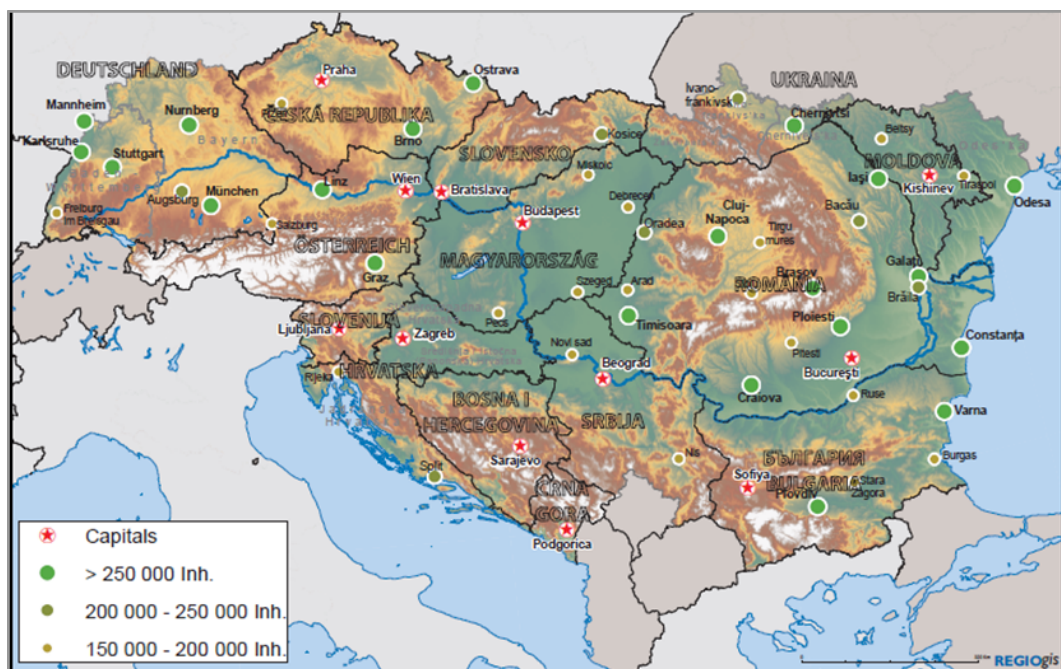 DEUTSCHLAND
Praha
Ostrava
UKRAINA
Ivano-
frankivsk
Mannheim
Nurnberg
ČESKÁ REPUBLIKA
Chernivtsi
Karlsruhe
Bayern
Brno
Kosice
Beltsy
Stuttgart
SLOVENSKO
MOLDOVA
Miskolc
Iaşi
Kishinev
Tiraspol
Linz
Wien
Bratislava
Odesa
Augsburg
München
Debrecen
Freiburg
im Breisgau
Salzburg
Budapest
Oradea
Cluj-
Napoca
Tirgu
mures
Bacău
ÖSTERREICH
MAGYARORSZÁG
Graz
Galaţi
Braşov
ROMÂNIA
Szeged
Arad
Brăila
SLOVENIJA
Pecs
Timisoara
Ploiesti
Ljubljana
Zagreb
Constanţa
Novi sad
Pitesti
Beograd
Bucureşti
Rijeka
HRVATSKA
Craiova
Ruse
BOSNA I
HERCEGOVINA
SRBIJA
Varna
Sarajevo
Nis
БЪЛГАРИЯ
BULGARIA
Burgas
Split
Sofiya
Stara
Zagora
CRNA
GORA
Plovdiv
Podgorica
Capitals
> 250 000 Inh.
200 000 - 250 000 Inh.
150 000 - 200 000 Inh.
REGIOgis